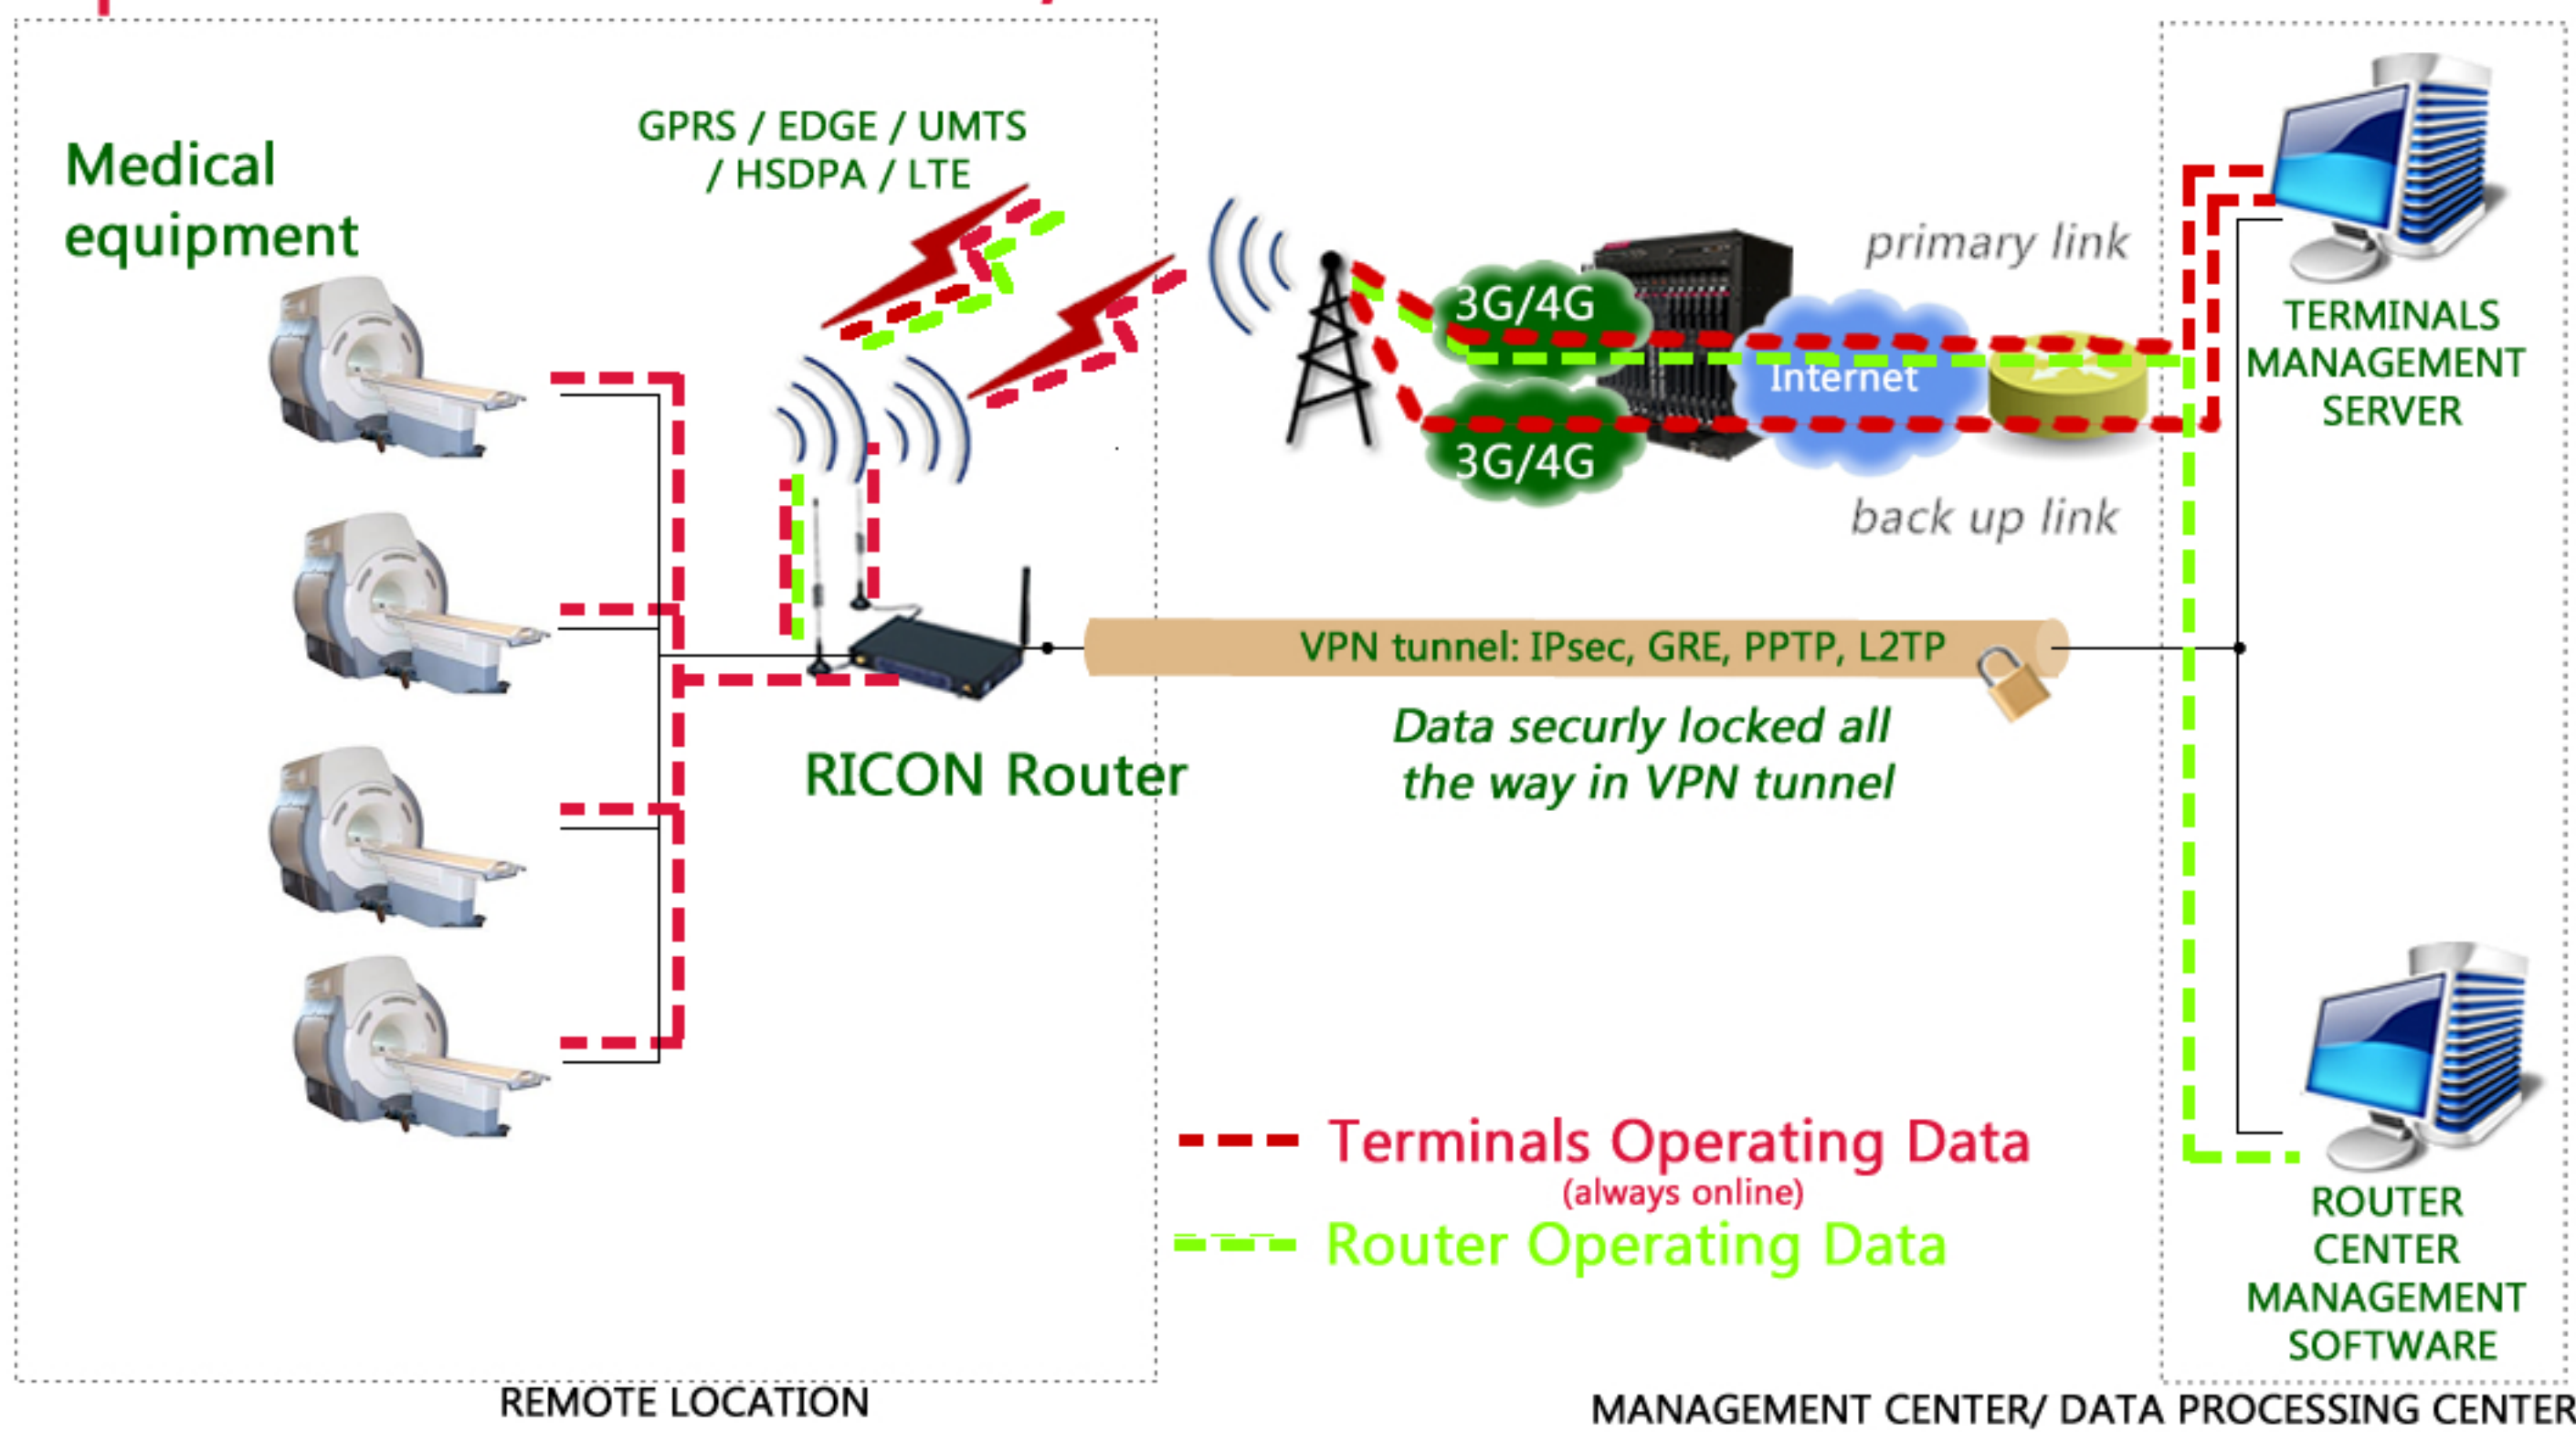 Medical
equipment
GPRS / EDGE / UMTS
/ HSDPA / LTE
3G/4G
3G/4G
Internet
primary link
back up link
TERMINALS
MANAGEMENT
SERVER
VPN tunnel: IPsec, GRE, PPTP, L2TP
Data securly locked all
the way in VPN tunnel
RICON Router
Terminals Operating Data
(always online)
Router Operating Data
ROUTER
CENTER
MANAGEMENT
SOFTWARE
REMOTE LOCATION
MANAGEMENT CENTER/ DATA PROCESSING CENTER